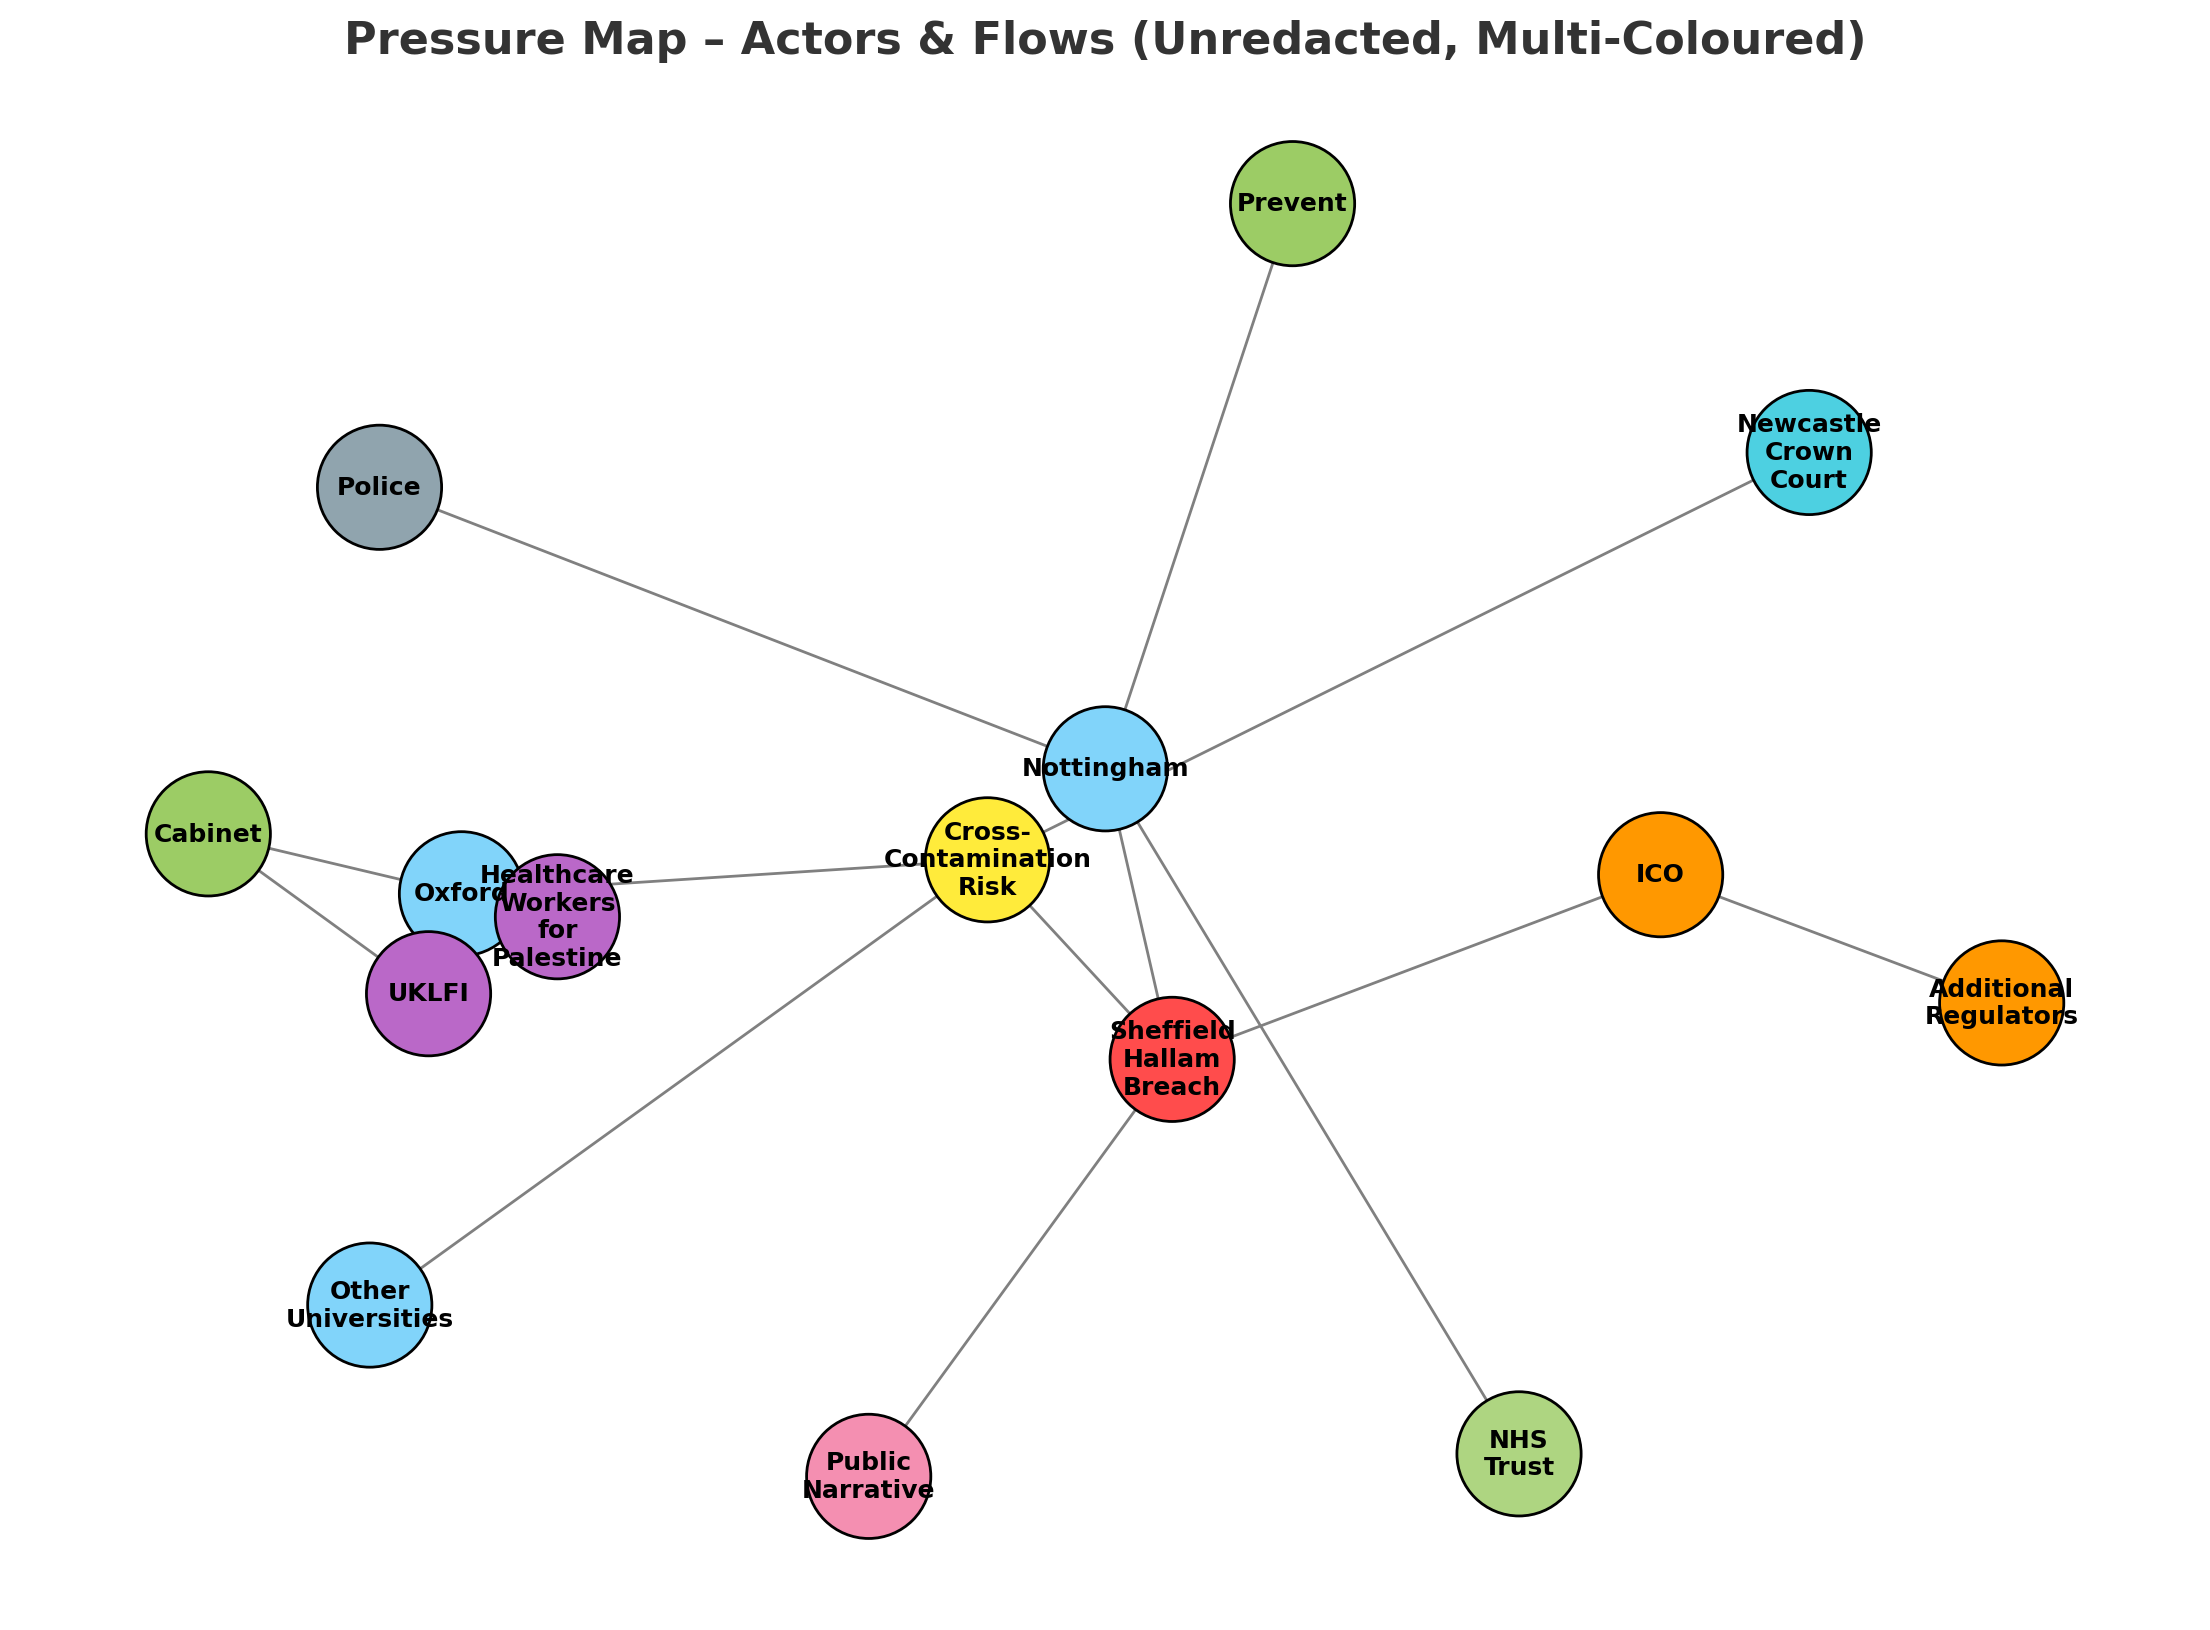 Pressure Map – Actors & Flows (Unredacted, Multi-Coloured)
Prevent
Newcastle
Crown
Court
Police
Nottingham
Cabinet
Cross-
Contamination
Risk
ICO
Oxford
Healthcare
Workers
for
Palestine
UKLFI
Additional
Regulators
Sheffield
Hallam
Breach
Other
Universities
Public
Narrative
NHS
Trust